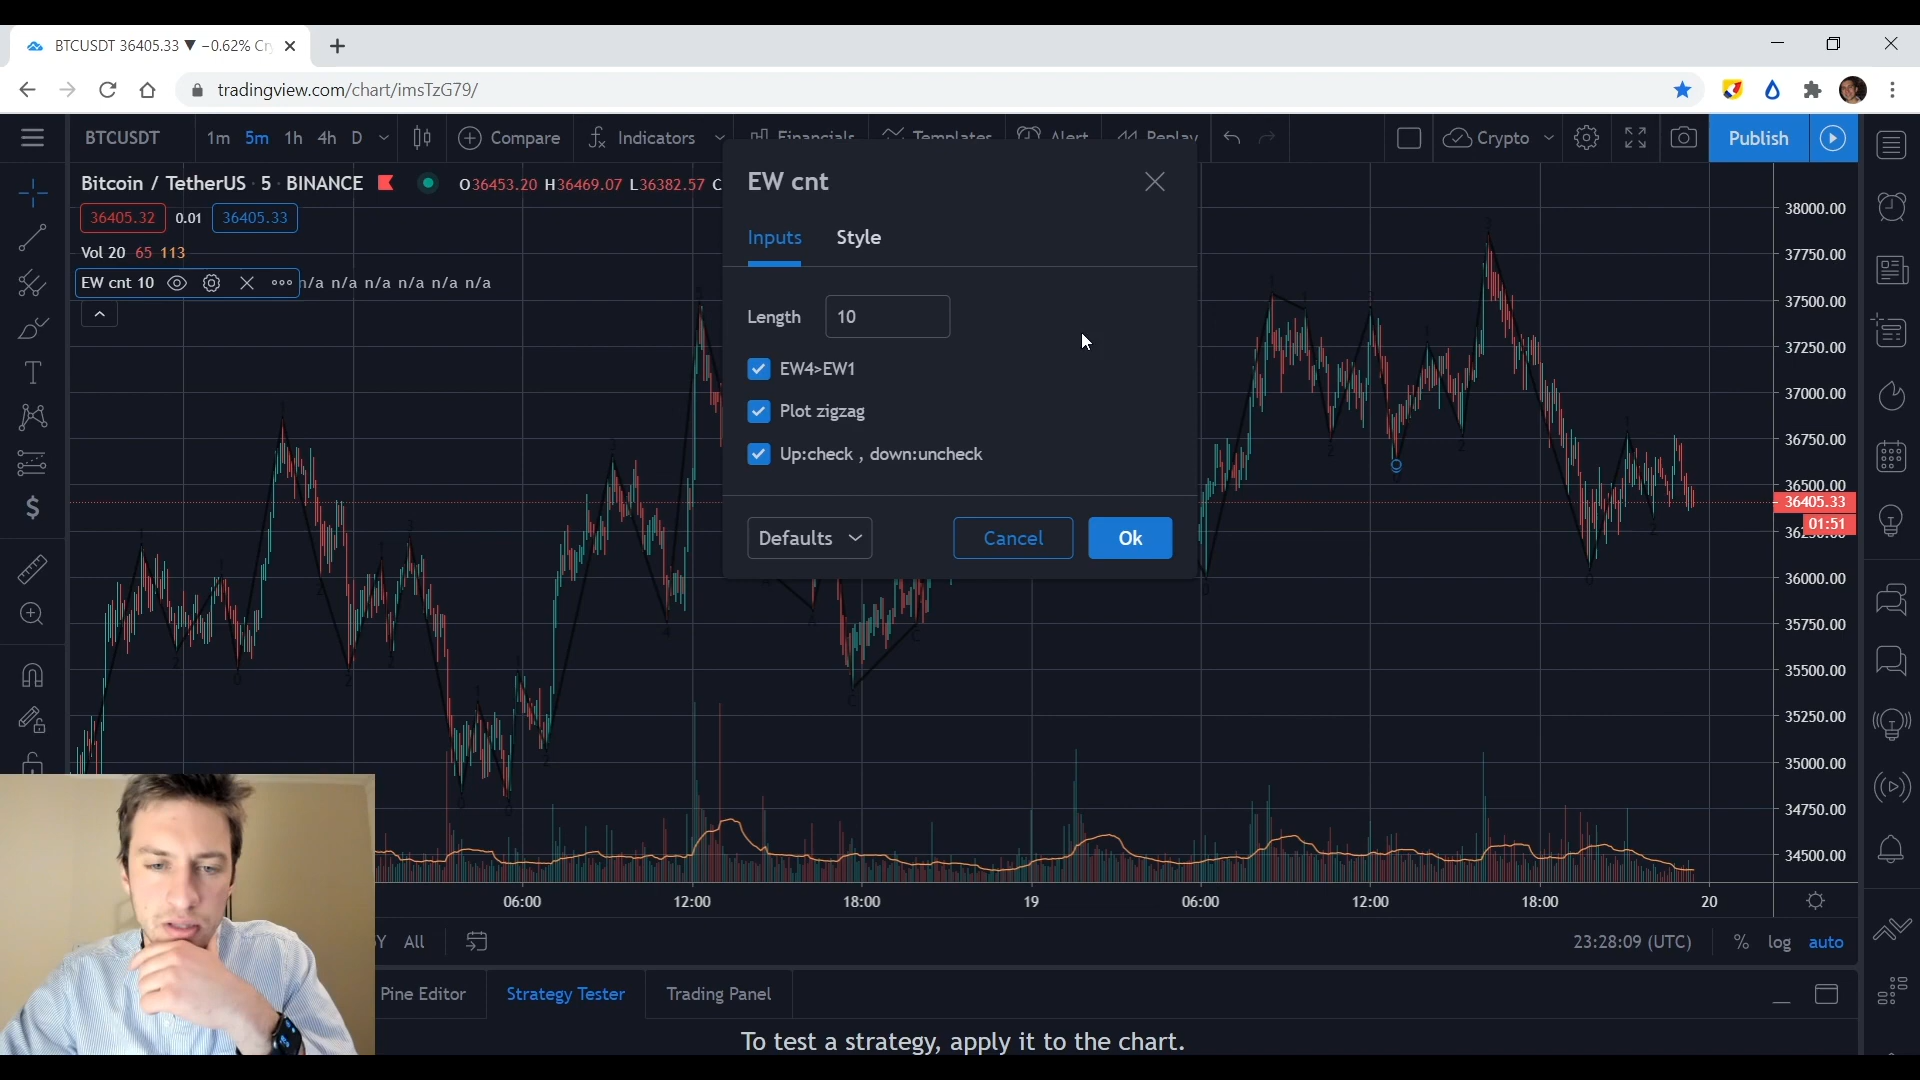 BTCUSDT 36405.33 ▼ −0.62% Cr
tradingview.com/chart/imsTzG79/
BTCUSDT 1m 5m 1h 4h D Compare Indicators Financials Templates Alert Replay Crypto Publish
Bitcoin / TetherUS 5 BINANCE O36453.20 H36469.07 L36382.57 C
36405.32 0.01 36405.33
Vol 20 65 113
EW cnt 10 n/a n/a n/a n/a n/a n/a
EW cnt
Inputs Style
Length 10
EW4>EW1
Plot zigzag
Up:check , down:uncheck
Defaults Cancel Ok
38000.00
37750.00
37500.00
37250.00
37000.00
36750.00
36500.00
36405.33
01:51
36000.00
35750.00
35500.00
35250.00
35000.00
34750.00
34500.00
06:00 12:00 18:00 19 06:00 12:00 18:00 20
Y All 23:28:09 (UTC) % log auto
Pine Editor Strategy Tester Trading Panel
To test a strategy, apply it to the chart.